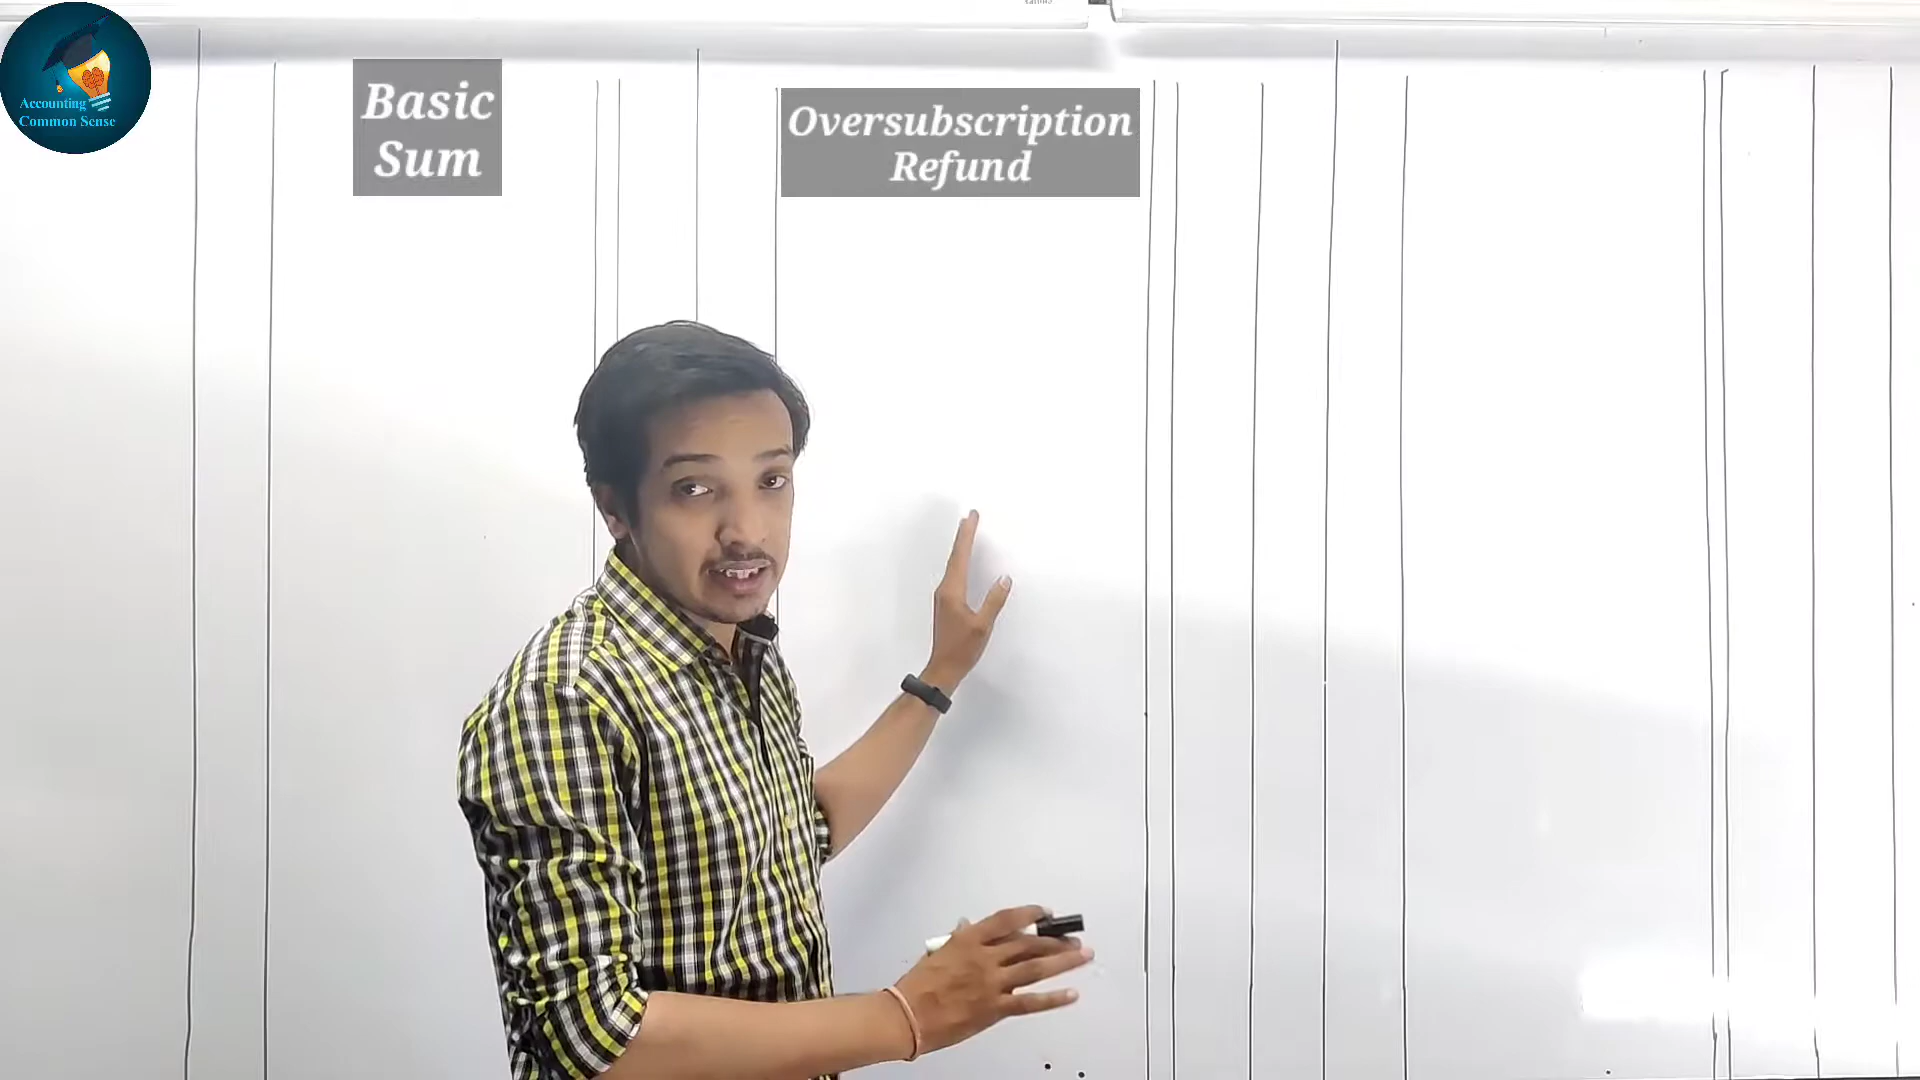 Accounting
Common Sense
Basic
Sum
Oversubscription
Refund